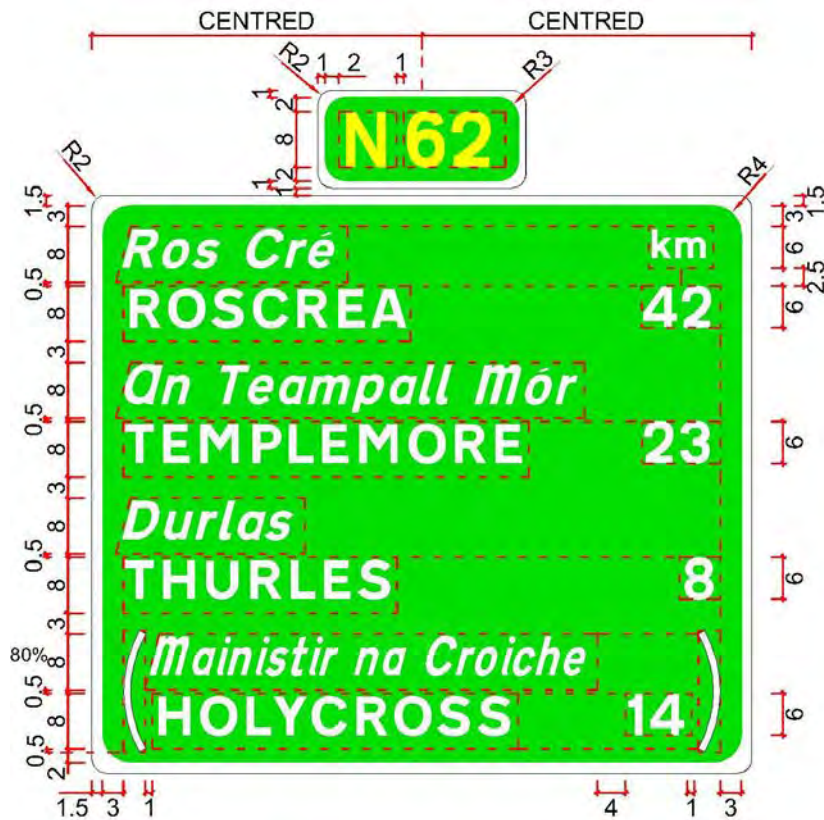 CENTRED CENTRED
R2 1 2 1 R3
1 2 8 2 1 1
N 62
R2 R4
1.5 3 8 0.5 8 3 8 0.5 8 3 8 0.5 8 3 8 0.5 8 0.5 2
80%
Ros Cré km
ROSCREA 42
An Teampall Mór
TEMPLEMORE 23
Durlas
THURLES 8
Mainistir na Croiche
HOLYCROSS 14
1.5 3 6 2.5 6 6 6 6
1.5 3 1 4 1 3